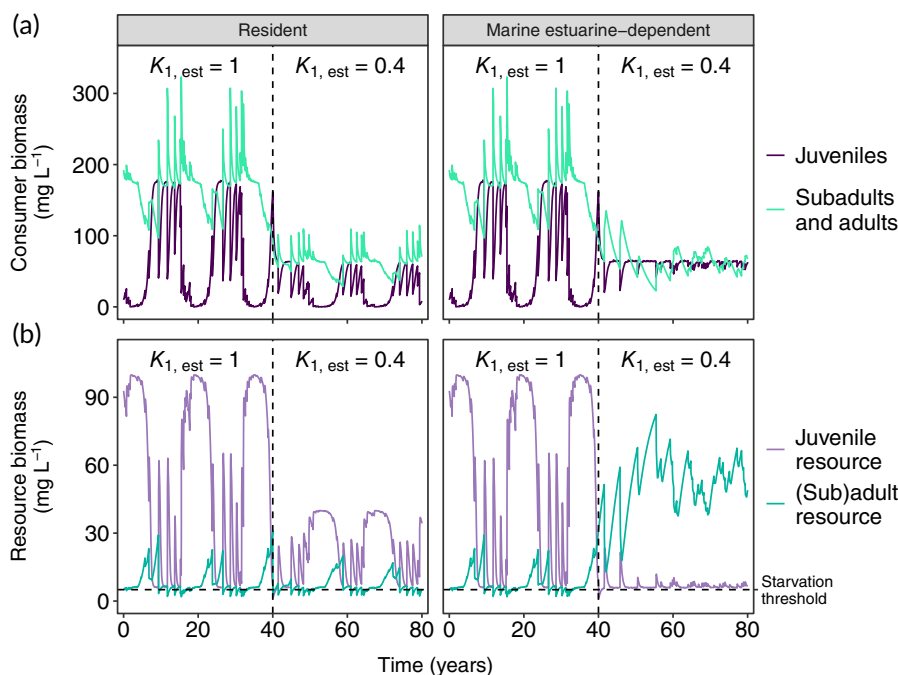 (a)
Resident
Marine estuarine–dependent
K1, est = 1
K1, est = 0.4
K1, est = 1
K1, est = 0.4
Consumer biomass
(mg L–1)
300
200
100
0
Juveniles
Subadults
and adults
(b)
K1, est = 1
K1, est = 0.4
K1, est = 1
K1, est = 0.4
Resource biomass
(mg L–1)
90
60
30
0
Juvenile
resource
(Sub)adult
resource
Starvation
threshold
0 20 40 60 80
0 20 40 60 80
Time (years)